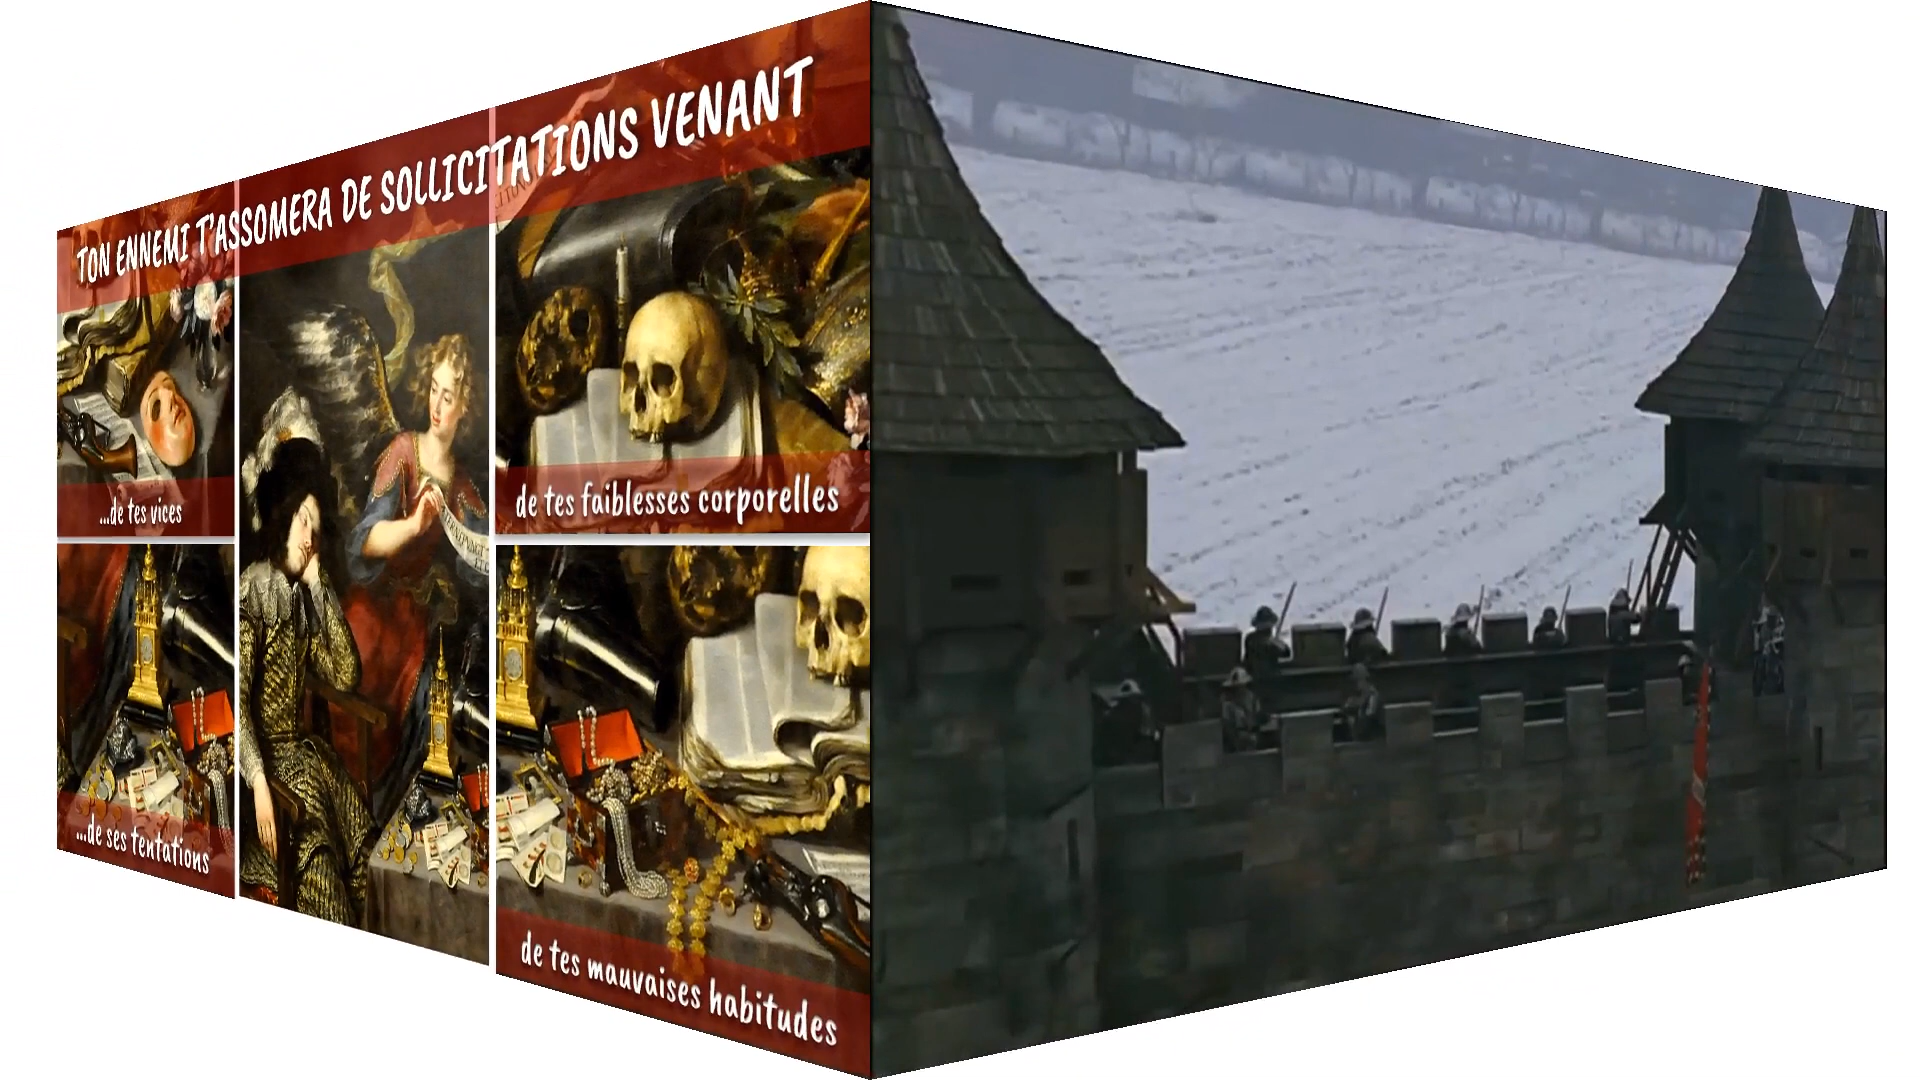 TON ENNEMI T'ASSOMERA DE SOLLICITATIONS VENANT
...de tes vices
de tes faiblesses corporelles
...de ses tentations
de tes mauvaises habitudes